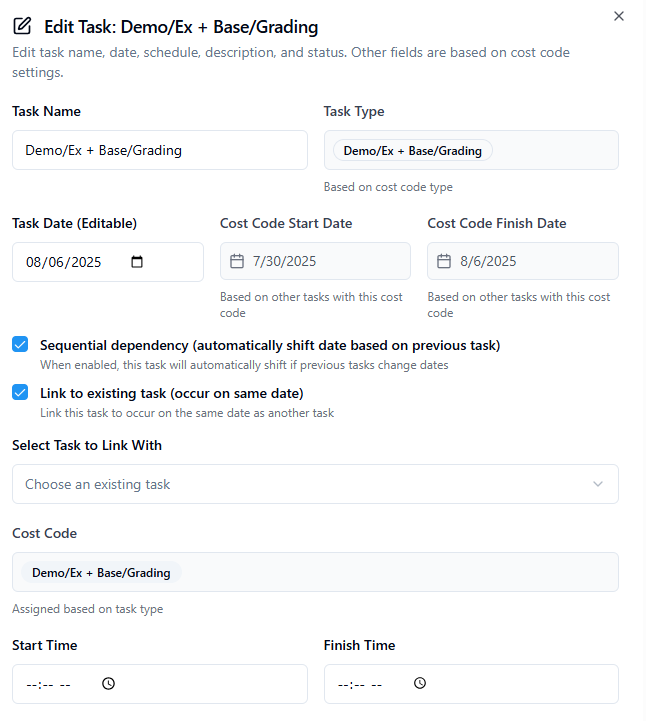 Edit Task: Demo/Ex + Base/Grading
Edit task name, date, schedule, description, and status. Other fields are based on cost code
settings.
Task Name
Task Type
Demo/Ex + Base/Grading
Demo/Ex + Base/Grading
Based on cost code type
Task Date (Editable)
Cost Code Start Date
Cost Code Finish Date
08/06/2025
7/30/2025
8/6/2025
Based on other tasks with this cost
code
Based on other tasks with this cost
code
Sequential dependency (automatically shift date based on previous task)
When enabled, this task will automatically shift if previous tasks change dates
Link to existing task (occur on same date)
Link this task to occur on the same date as another task
Select Task to Link With
Choose an existing task
Cost Code
Demo/Ex + Base/Grading
Assigned based on task type
Start Time
Finish Time
--:-- --
--:-- --